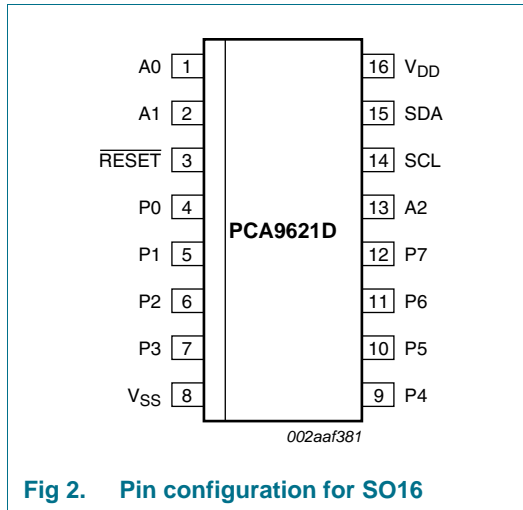 A0 1 16 VDD
A1 2 15 SDA
RESET 3 14 SCL
P0 4 13 A2
PCA9621D
P1 5 12 P7
P2 6 11 P6
P3 7 10 P5
VSS 8 9 P4
002aaf381
Fig 2. Pin configuration for SO16